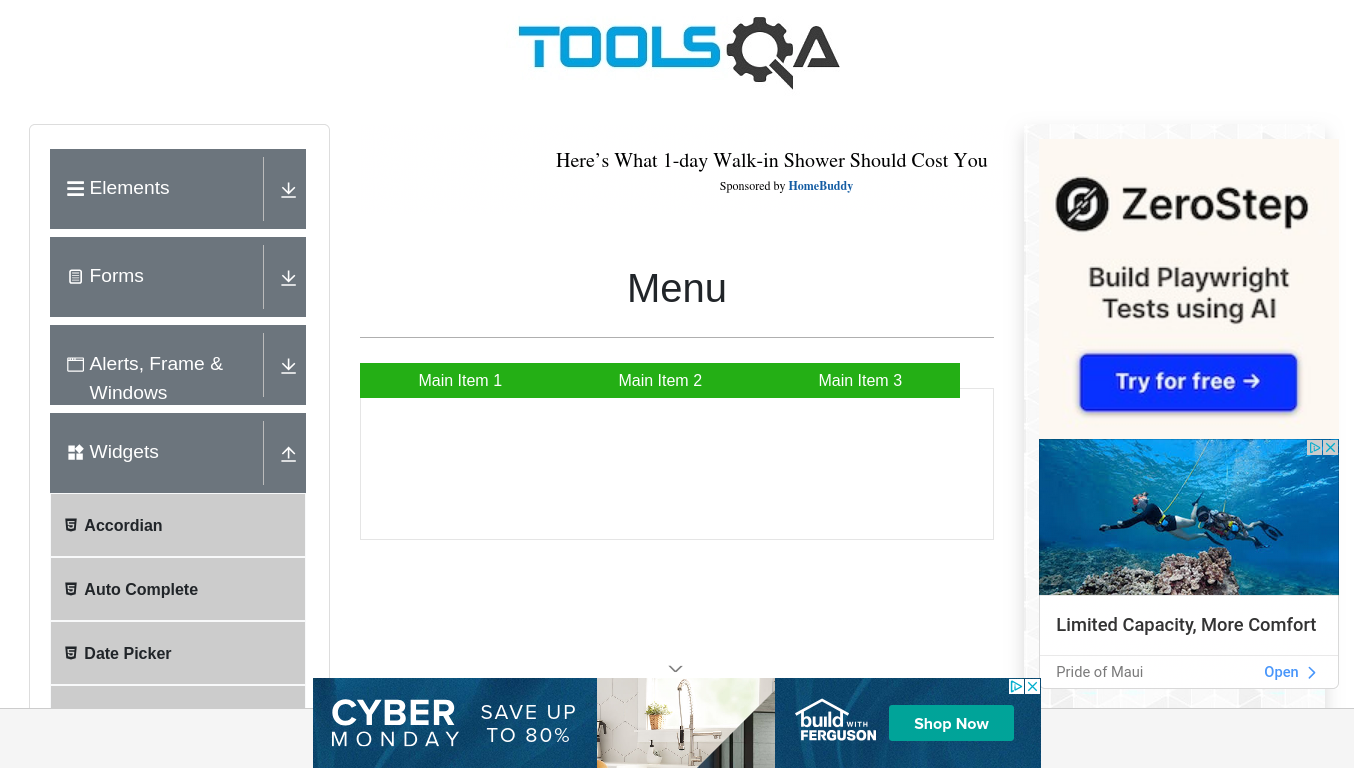 TOOLSQA
Elements
Forms
Alerts, Frame &
Windows
Widgets
Accordian
Auto Complete
Date Picker
Here’s What 1-day Walk-in Shower Should Cost You
Sponsored by HomeBuddy
Menu
Main Item 1
Main Item 2
Main Item 3
ZeroStep
Build Playwright
Tests using AI
Try for free →
Limited Capacity, More Comfort
Pride of Maui
Open
CYBER
MONDAY
SAVE UP
TO 80%
build WITH
FERGUSON
Shop Now